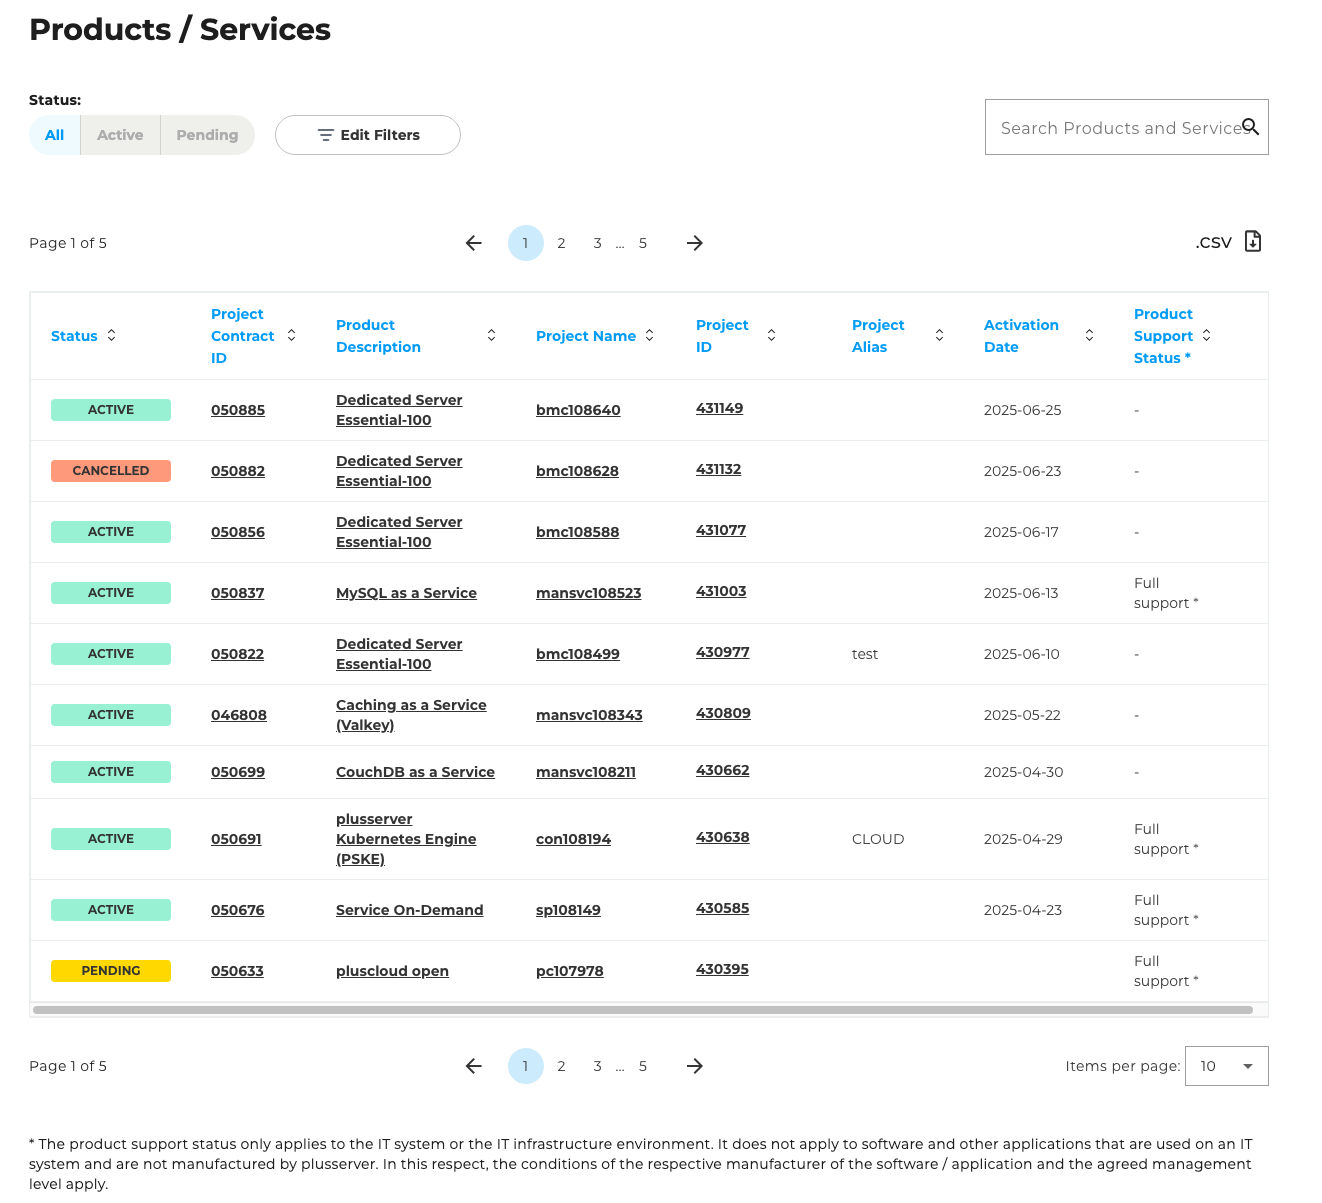 Products / Services
Status:
All Active Pending Edit Filters
Search Products and Services
Page 1 of 5
1 2 3 ... 5
.CSV
Status
Project Contract ID
Product Description
Project Name
Project ID
Project Alias
Activation Date
Product Support Status *
ACTIVE 050885 Dedicated Server Essential-100 bmc108640 431149 2025-06-25 -
CANCELLED 050882 Dedicated Server Essential-100 bmc108628 431132 2025-06-23 -
ACTIVE 050856 Dedicated Server Essential-100 bmc108588 431077 2025-06-17 -
ACTIVE 050837 MySQL as a Service mansvc108523 431003 2025-06-13 Full support *
ACTIVE 050822 Dedicated Server Essential-100 bmc108499 430977 test 2025-06-10 -
ACTIVE 046808 Caching as a Service (Valkey) mansvc108343 430809 2025-05-22 -
ACTIVE 050699 CouchDB as a Service mansvc108211 430662 2025-04-30 -
ACTIVE 050691 plusserver Kubernetes Engine (PSKE) con108194 430638 CLOUD 2025-04-29 Full support *
ACTIVE 050676 Service On-Demand sp108149 430585 2025-04-23 Full support *
PENDING 050633 pluscloud open pc107978 430395 Full support *
Page 1 of 5
1 2 3 ... 5
Items per page: 10
* The product support status only applies to the IT system or the IT infrastructure environment. It does not apply to software and other applications that are used on an IT
system and are not manufactured by plusserver. In this respect, the conditions of the respective manufacturer of the software / application and the agreed management
level apply.